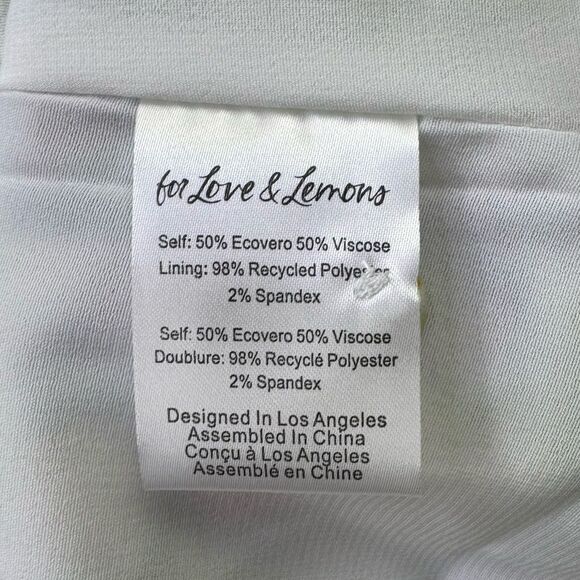 for Love & Lemons
Self: 50% Ecovero 50% Viscose
Lining: 98% Recycled Polyester
2% Spandex
Self: 50% Ecovero 50% Viscose
Doublure: 98% Recyclé Polyester
2% Spandex
Designed In Los Angeles
Assembled In China
Conçu à Los Angeles
Assemblé en Chine